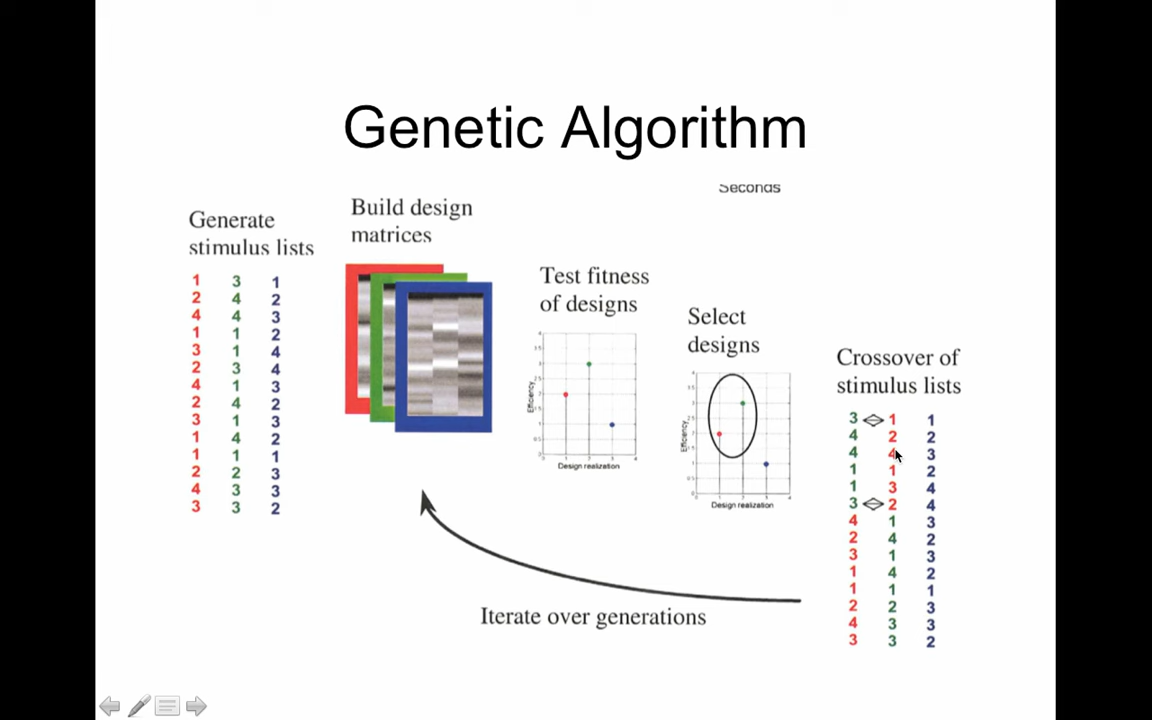 Genetic Algorithm
Seconds
Generate
stimulus lists
1 3 1
2 4 2
4 4 3
1 1 2
3 1 4
2 3 4
4 1 3
2 4 2
3 1 3
1 4 2
1 1 1
2 2 3
4 3 3
3 3 2
Build design
matrices
Test fitness
of designs
Efficiency
Design realization
Select
designs
Efficiency
Design realization
Crossover of
stimulus lists
3 1 1
4 2 2
4 4 3
1 1 2
1 3 4
3 2 4
4 1 3
2 4 2
3 1 3
1 4 2
1 1 1
2 2 3
4 3 3
3 3 2
Iterate over generations